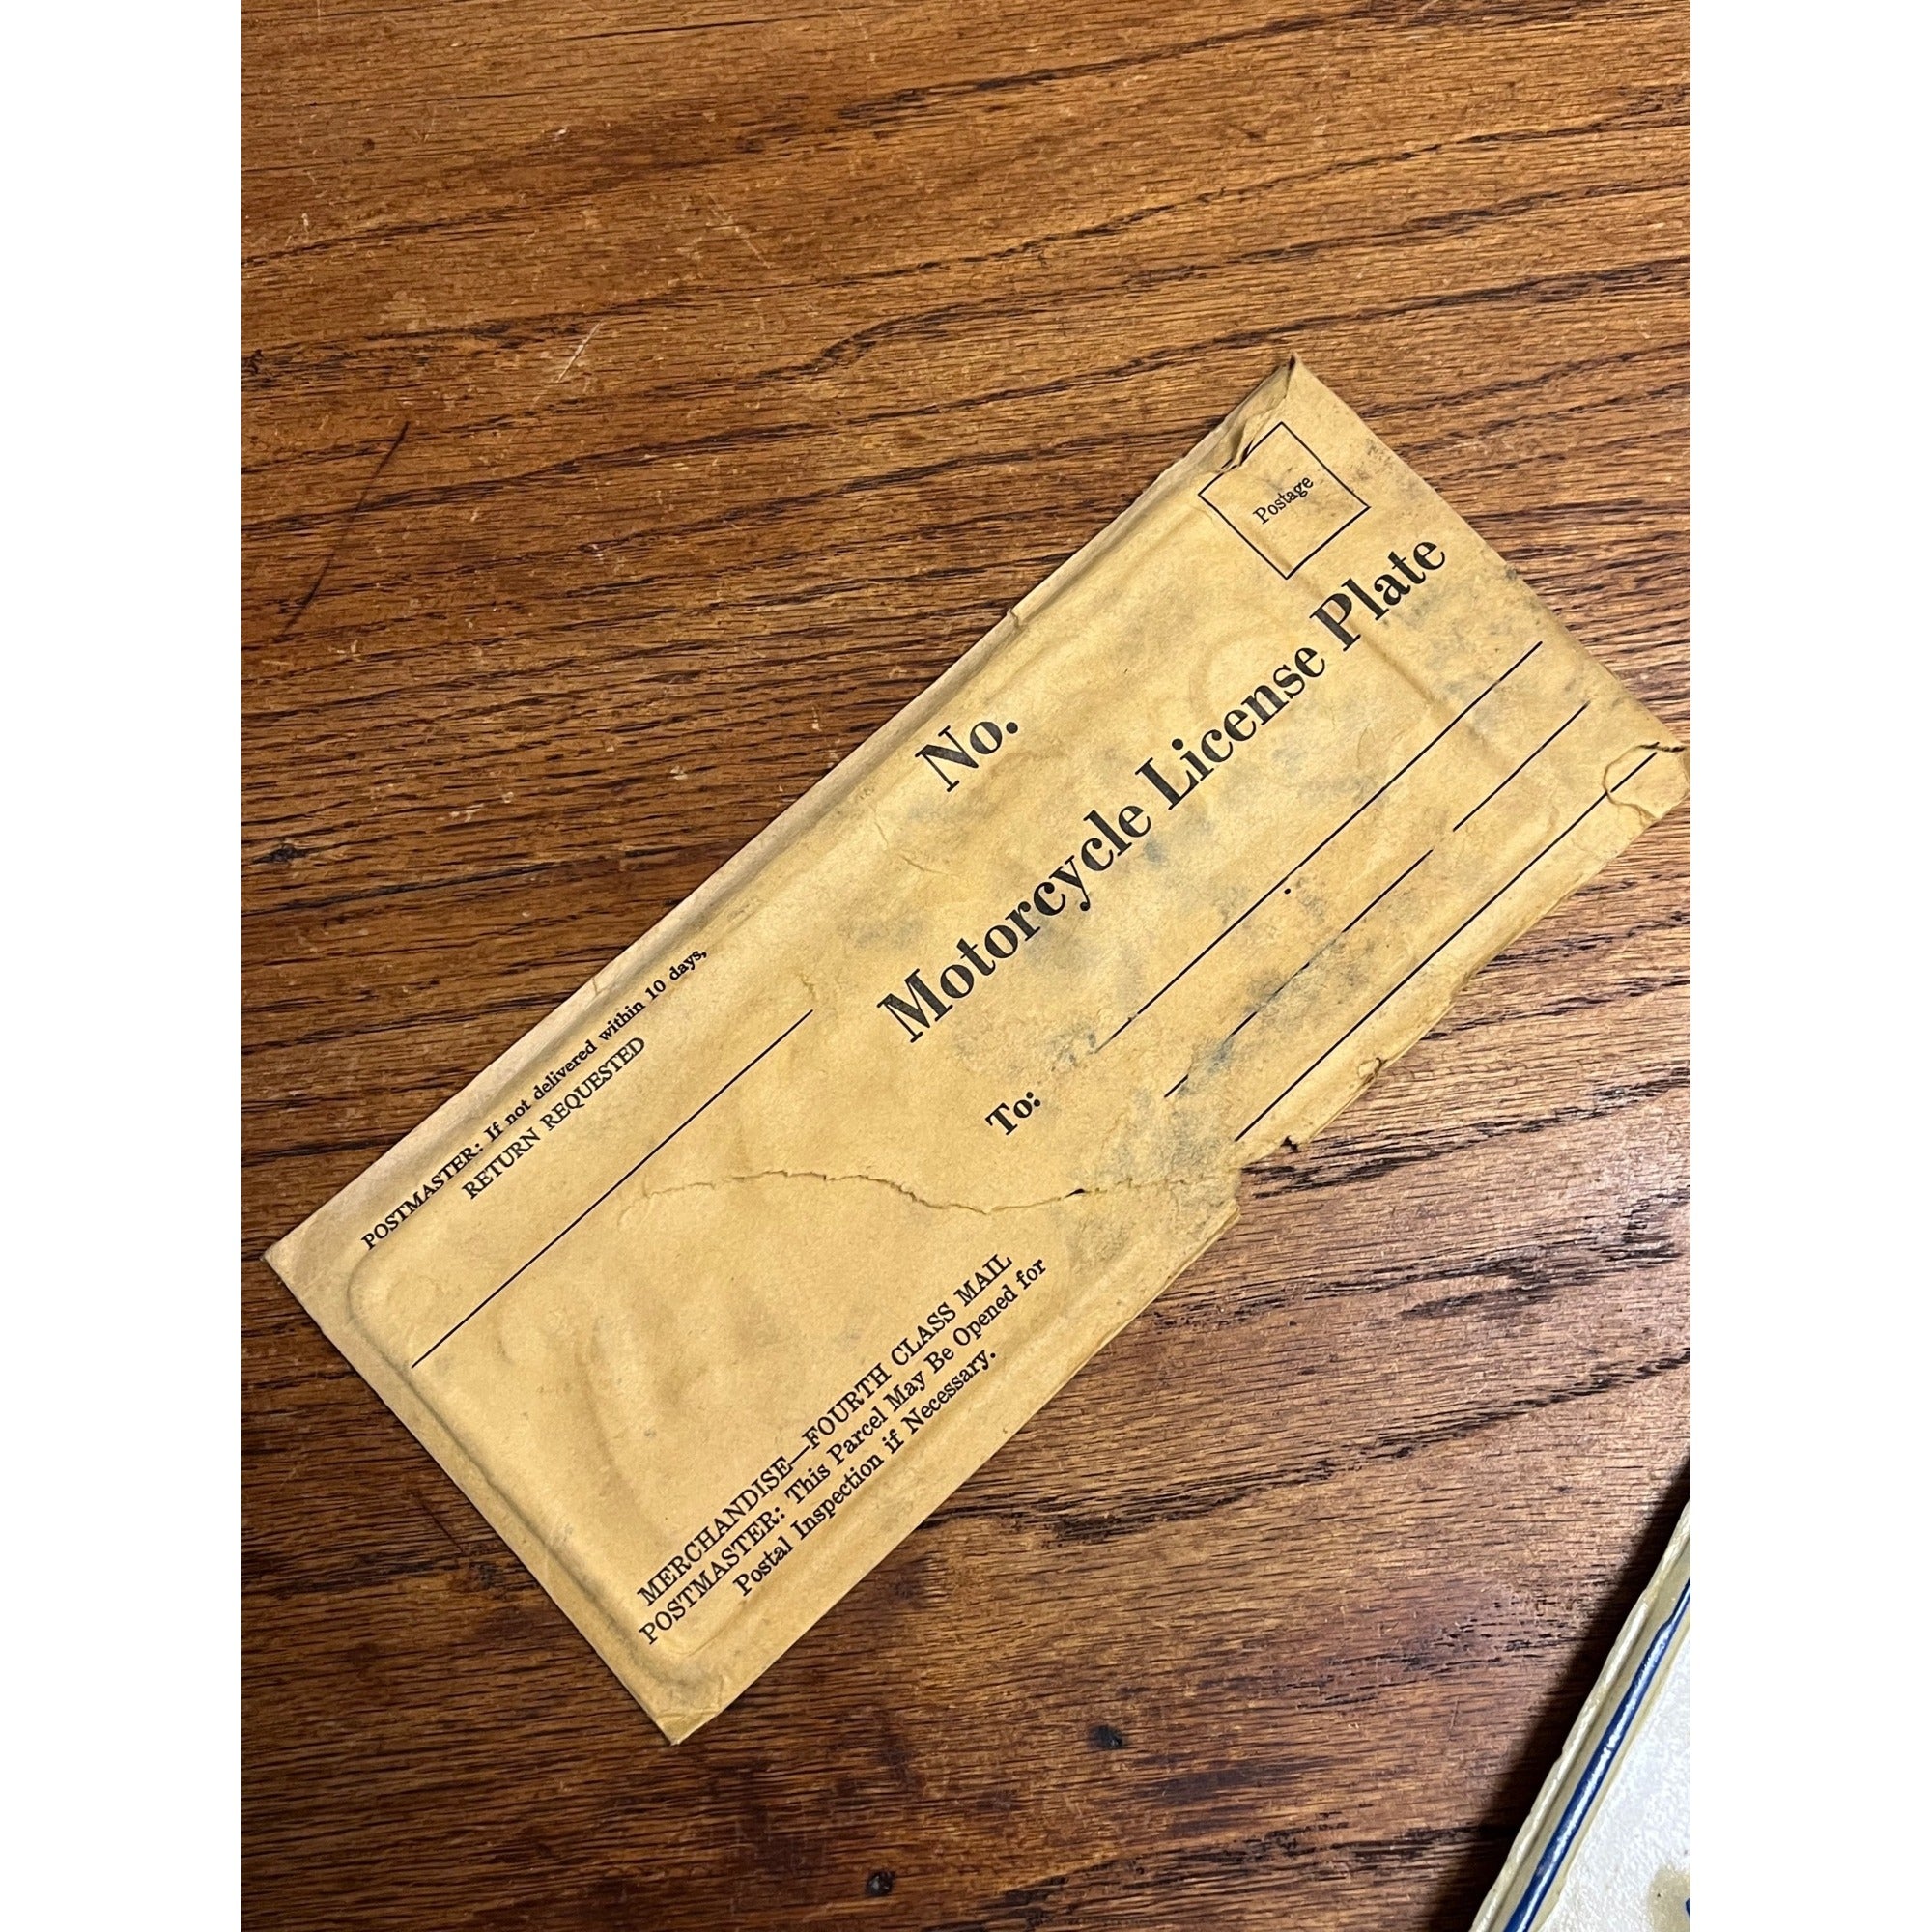 POSTMASTER: If not delivered within 10 days,
RETURN REQUESTED
Postage
No.
Motorcycle License Plate
To:
MERCHANDISE—FOURTH CLASS MAIL
POSTMASTER: This Parcel May Be Opened for
Postal Inspection if Necessary.